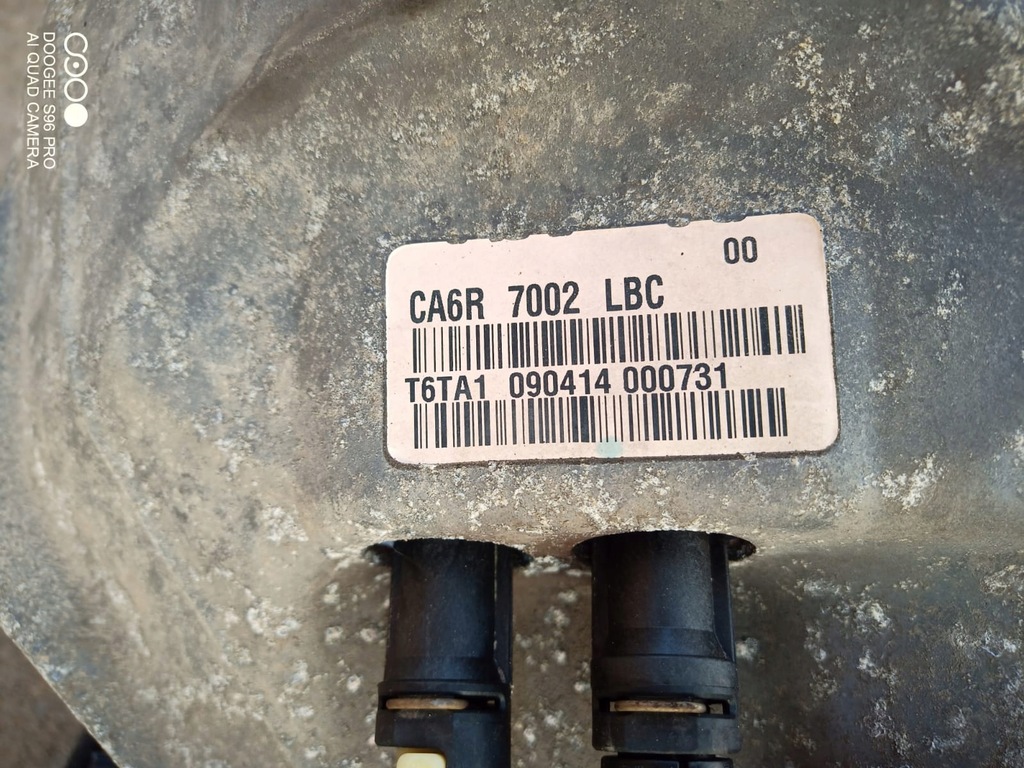 DOOGEE S96 PRO
AI QUAD CAMERA
00
CA6R 7002 LBC
T6TA1 090414 000731